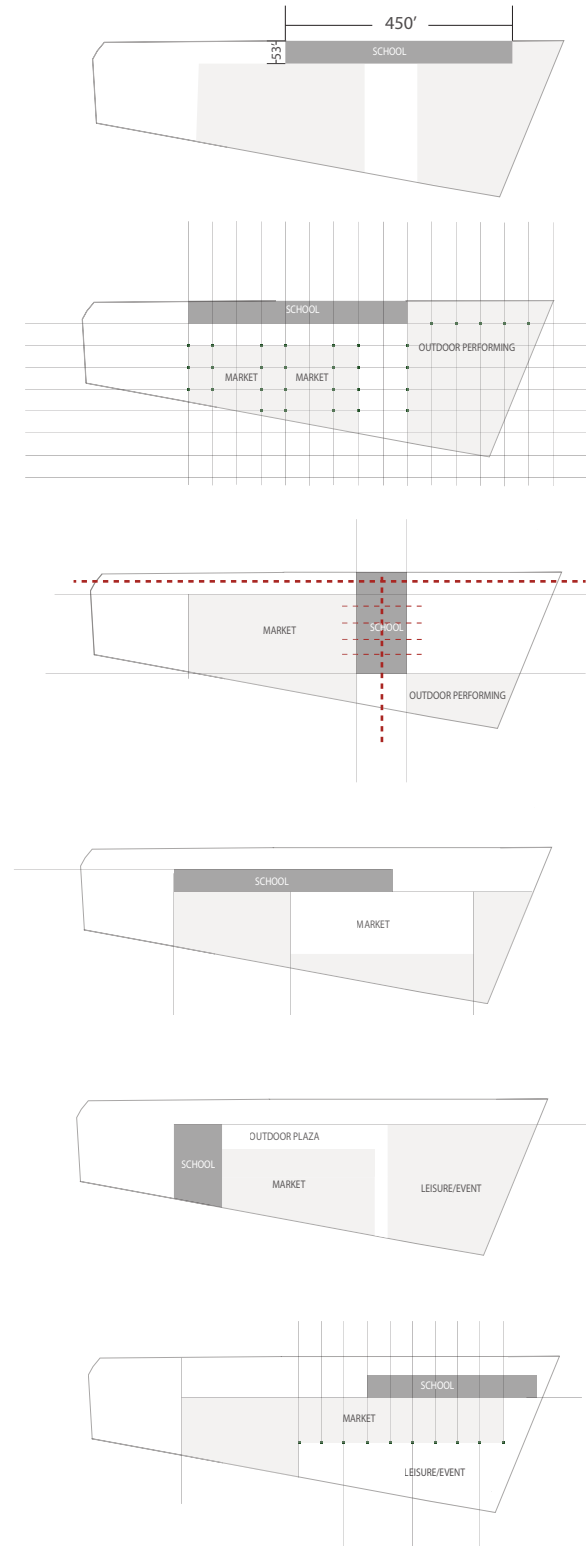 450'
53'
SCHOOL
SCHOOL
OUTDOOR PERFORMING
MARKET
MARKET
MARKET
SCHOOL
OUTDOOR PERFORMING
SCHOOL
MARKET
OUTDOOR PLAZA
SCHOOL
MARKET
LEISURE/EVENT
SCHOOL
MARKET
LEISURE/EVENT